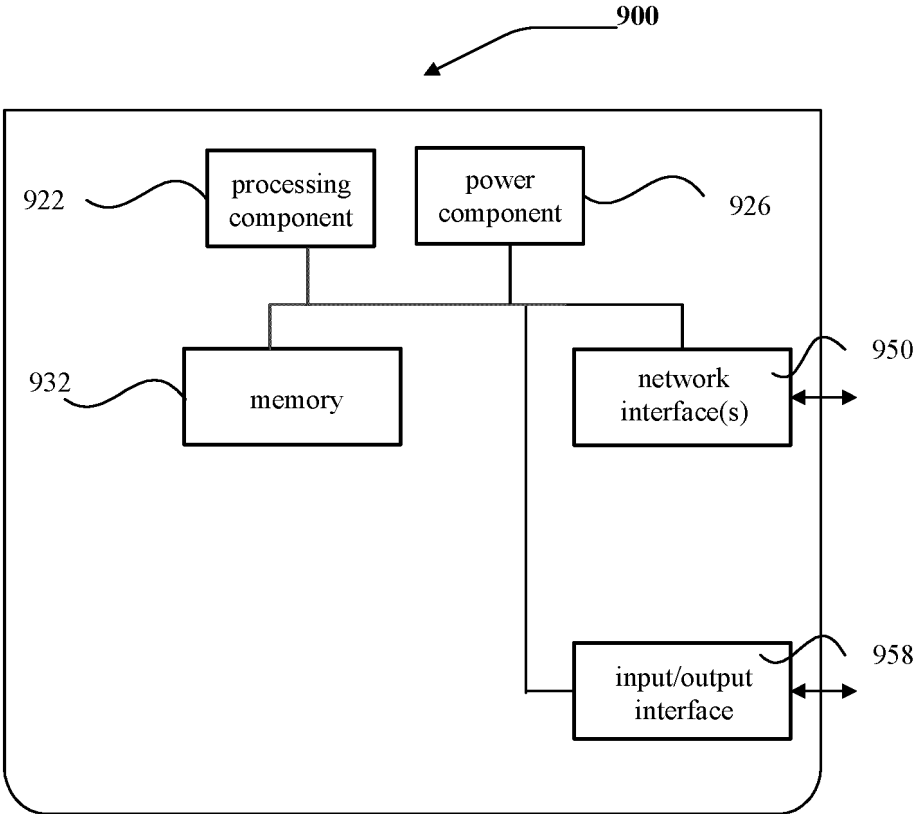 900
922
processing
component
power
component
926
932
memory
network
interface(s)
950
input/output
interface
958